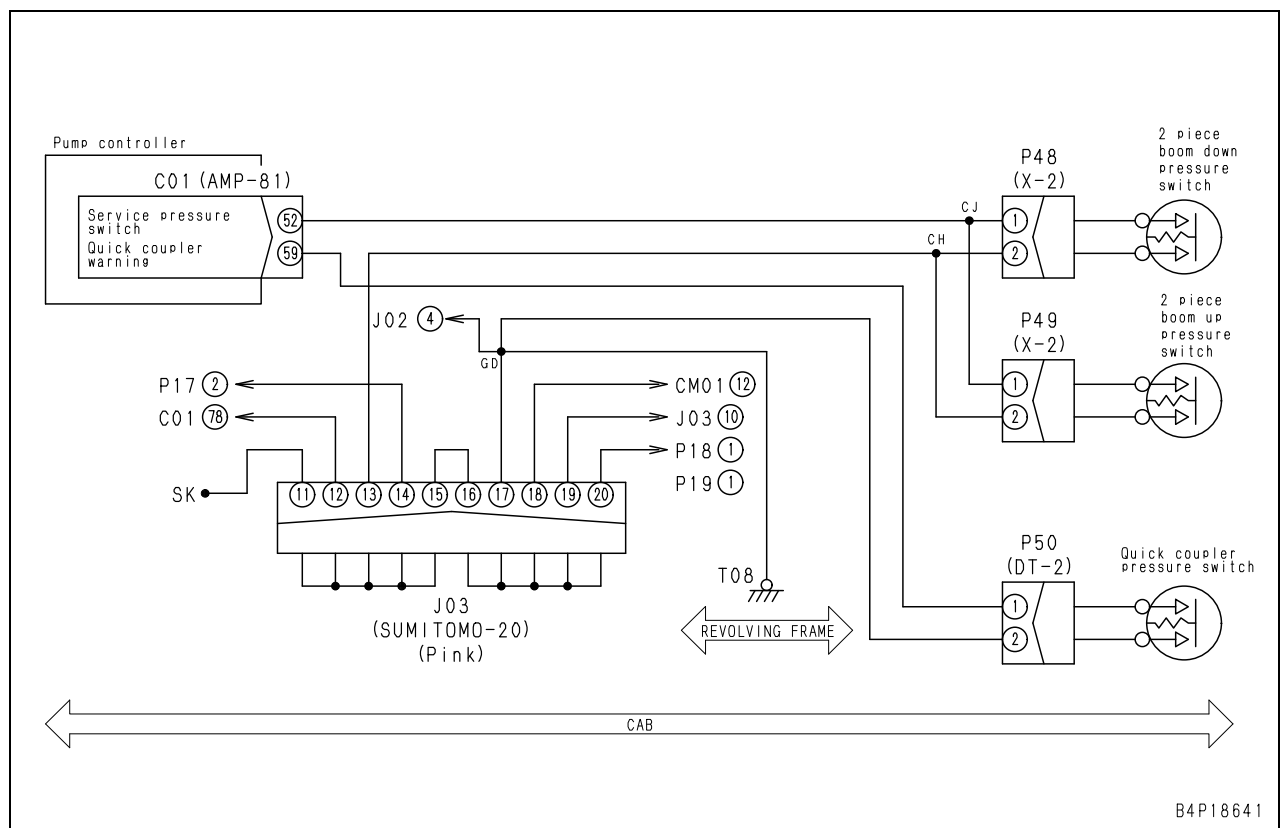 Pump controller
C01 (AMP-81)
Service pressure
switch
Quick coupler
warning
52
59
CJ
CH
P48
(X-2)
1
2
2 piece
boom down
pressure
switch
P49
(X-2)
1
2
2 piece
boom up
pressure
switch
J02 4
GD
P17 2
C01 78
SK
CM01 12
J03 10
P18 1
P19 1
11 12 13 14 15 16 17 18 19 20
J03
(SUMITOMO-20)
(Pink)
T08
REVOLVING FRAME
P50
(DT-2)
1
2
Quick coupler
pressure switch
CAB
B4P18641